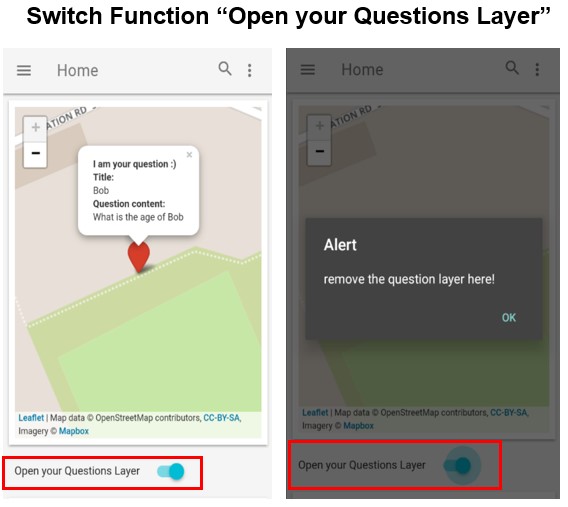 Switch Function “Open your Questions Layer”
Home
+
ATION RD
-
×
I am your question :)
Title:
Bob
Question content:
What is the age of Bob
Leaflet | Map data © OpenStreetMap contributors, CC-BY-SA,
Imagery © Mapbox
Open your Questions Layer
Home
+
ATION RD
-
Alert
remove the question layer here!
OK
Leaflet | Map data © OpenStreetMap contributors, CC-BY-SA,
Imagery © Mapbox
Open your Questions Layer